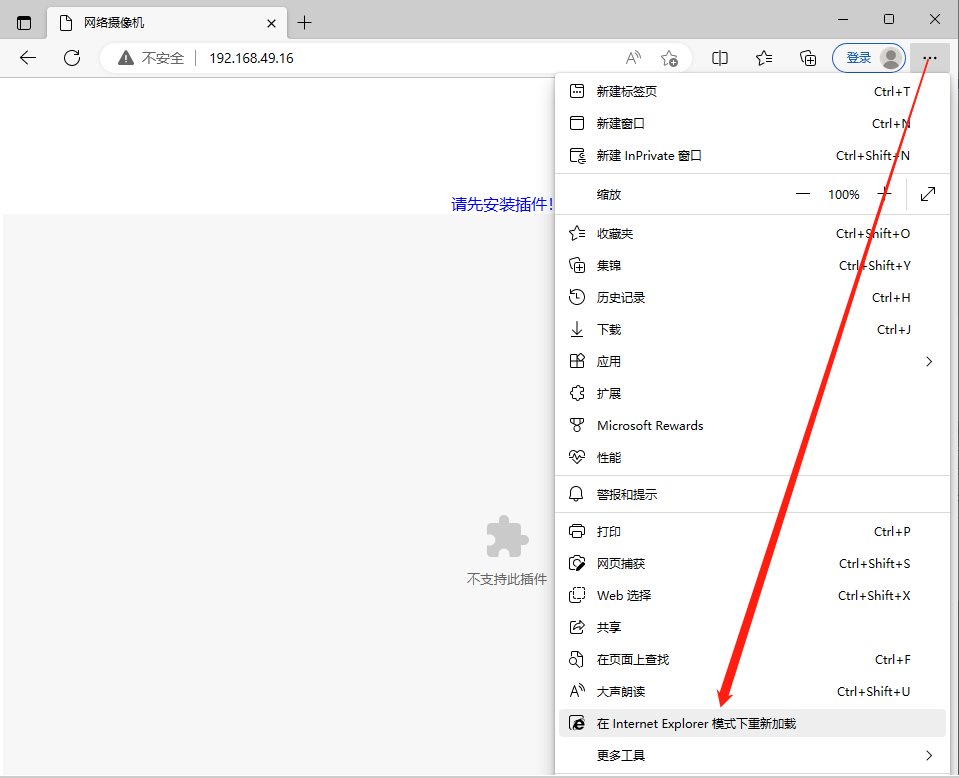 网络摄像机
不安全 192.168.49.16 登录
新建标签页 Ctrl+T
新建窗口 Ctrl+N
新建 InPrivate 窗口 Ctrl+Shift+N
缩放 100%
请先安装插件!
收藏夹 Ctrl+Shift+O
集锦 Ctrl+Shift+Y
历史记录 Ctrl+H
下载 Ctrl+J
应用
扩展
Microsoft Rewards
性能
警报和提示
打印 Ctrl+P
网页捕获 Ctrl+Shift+S
不支持此插件
Web 选择 Ctrl+Shift+X
共享
在页面上查找 Ctrl+F
大声朗读 Ctrl+Shift+U
在 Internet Explorer 模式下重新加载
更多工具